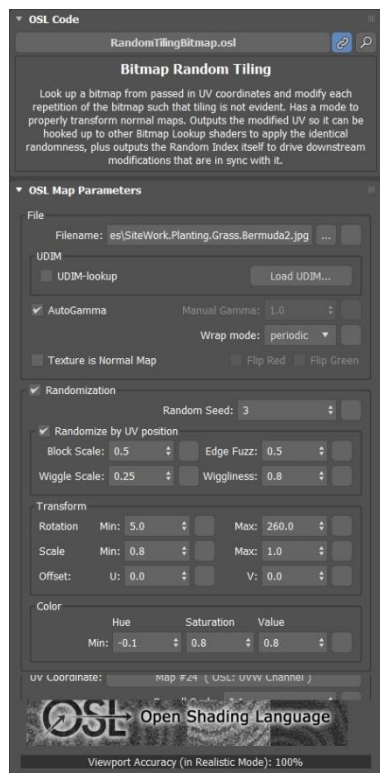 OSL Code
RandomTilingBitmap.osl
Bitmap Random Tiling
Look up a bitmap from passed in UV coordinates and modify each
repetition of the bitmap such that tiling is not evident. Has a mode to
properly transform normal maps. Outputs the modified UV so it can be
hooked up to other Bitmap Lookup shaders to apply the identical
randomness, plus outputs the Random Index itself to drive downstream
modifications that are in sync with it.
OSL Map Parameters
File
Filename: es\SiteWork.Planting.Grass.Bermuda2.jpg ...
UDIM
UDIM-lookup Load UDIM...
AutoGamma Manual Gamma: 1.0
Wrap mode: periodic
Texture is Normal Map Flip Red Flip Green
Randomization
Random Seed: 3
Randomize by UV position
Block Scale: 0.5 Edge Fuzz: 0.5
Wiggle Scale: 0.25 Wiggliness: 0.8
Transform
Rotation Min: 5.0 Max: 260.0
Scale Min: 0.8 Max: 1.0
Offset: U: 0.0 V: 0.0
Color
Hue Saturation Value
Min: -0.1 0.8 0.8
UV Coordinate: Map #24 ( OSL: UVW Channel )
OSL Open Shading Language
Viewport Accuracy (in Realistic Mode): 100%